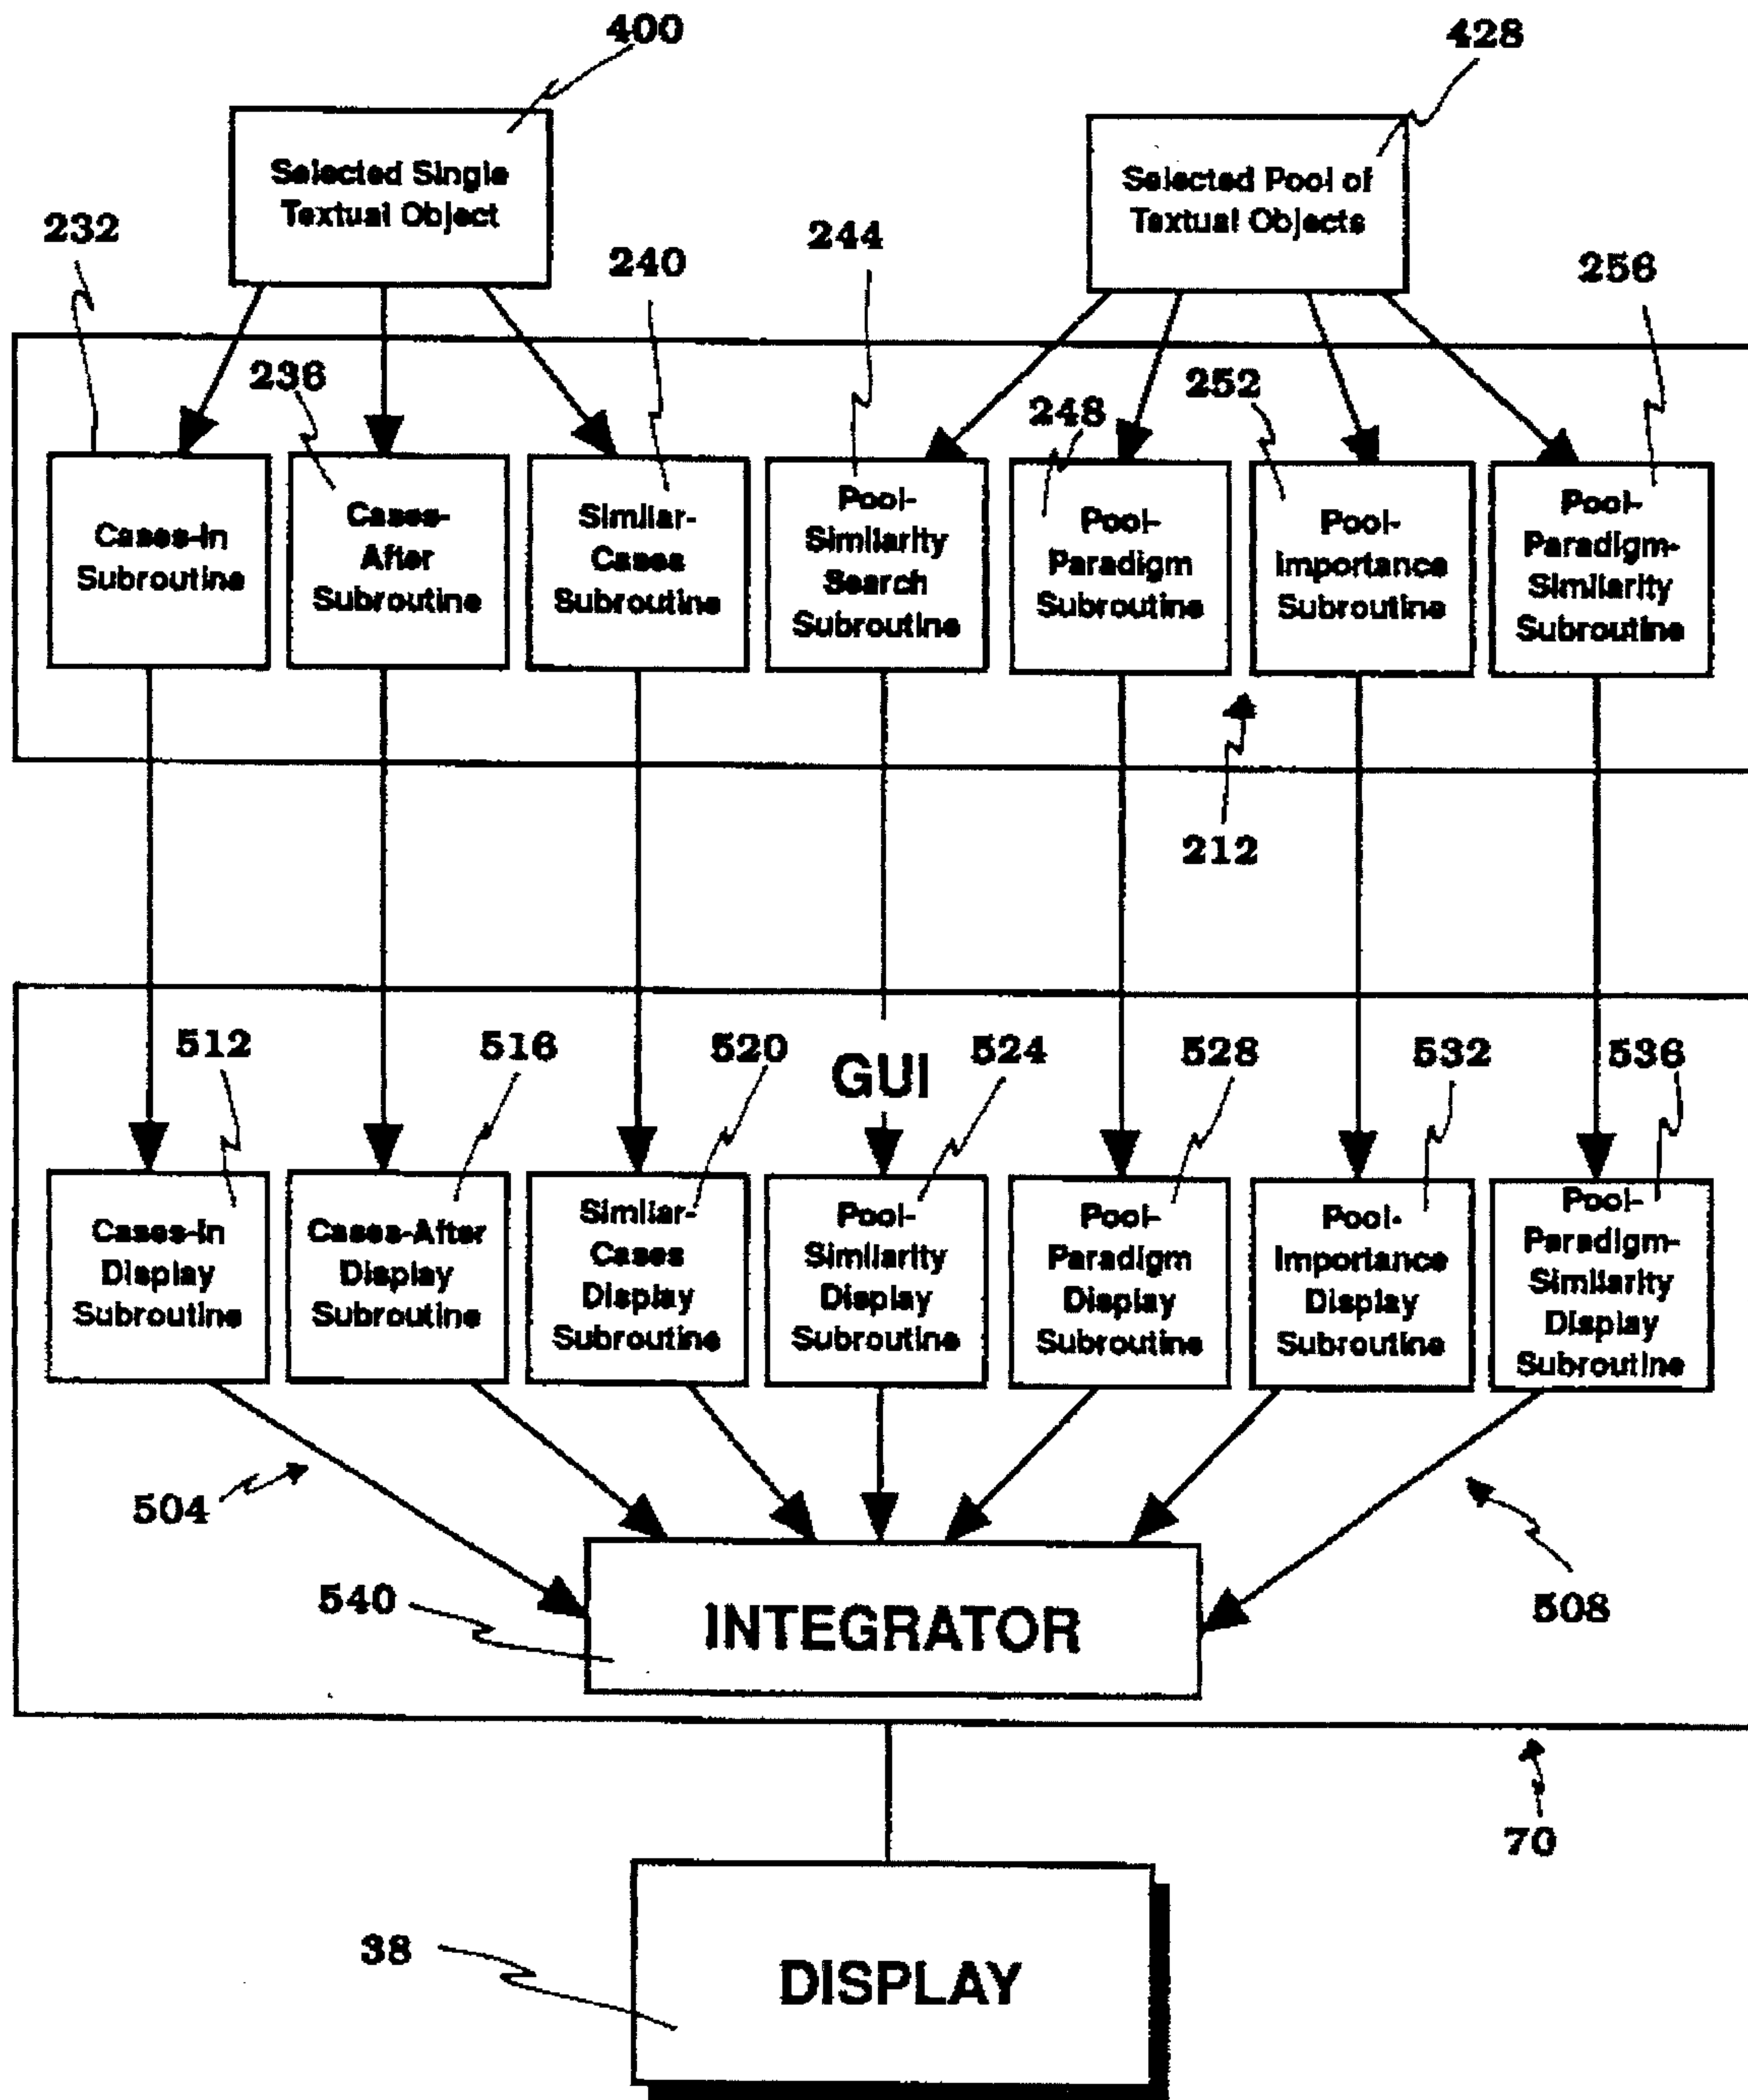 400
428
Selected Single
Textual Object
Selected Pool of
Textual Objects
232
240
244
256
236
248
252
Cases-In
Subroutine
Cases-
After
Subroutine
Similar-
Cases
Subroutine
Pool-
Similarity
Search
Subroutine
Pool-
Paradigm
Subroutine
Pool-
Importance
Subroutine
Pool-
Paradigm-
Similarity
Subroutine
212
512
516
520
GUI
524
528
532
536
Cases-In
Display
Subroutine
Cases-After
Display
Subroutine
Similar-
Cases
Display
Subroutine
Pool-
Similarity
Display
Subroutine
Pool-
Paradigm
Display
Subroutine
Pool-
Importance
Display
Subroutine
Pool-
Paradigm-
Similarity
Display
Subroutine
504
508
540
INTEGRATOR
70
38
DISPLAY